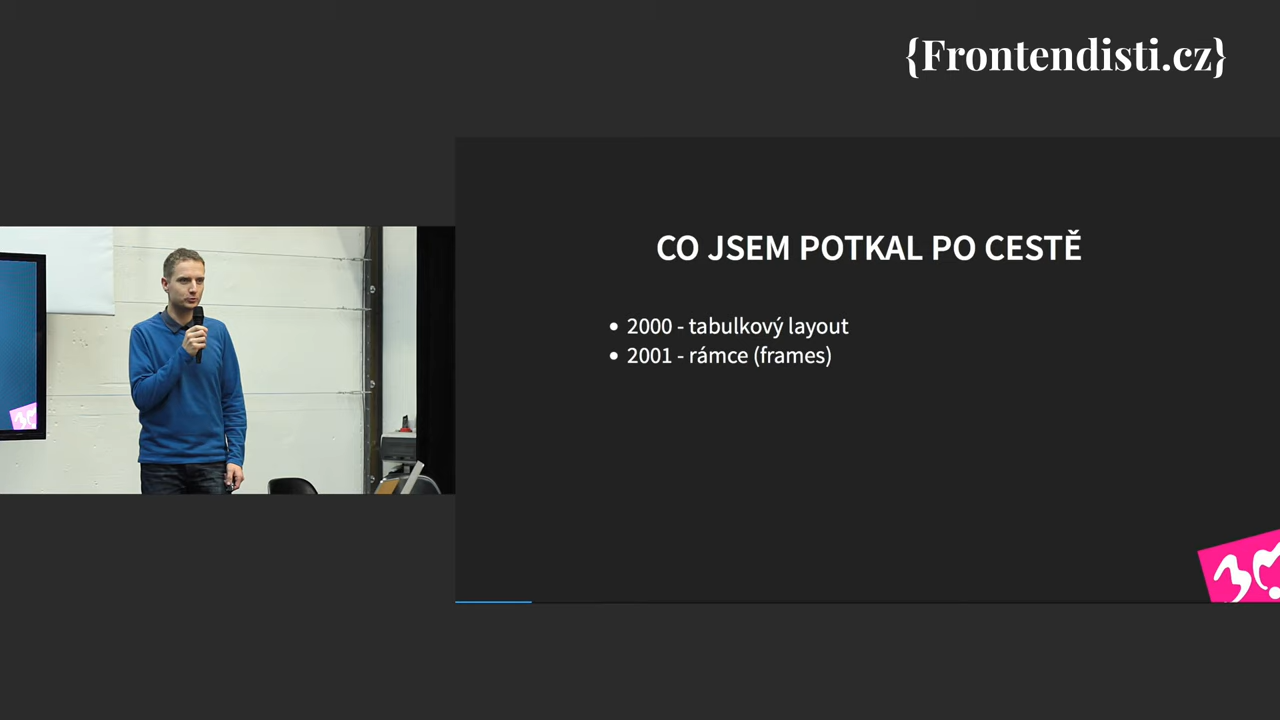 {Frontendisti.cz}
CO JSEM POTKAL PO CESTĚ
2000 - tabulkový layout
2001 - rámce (frames)